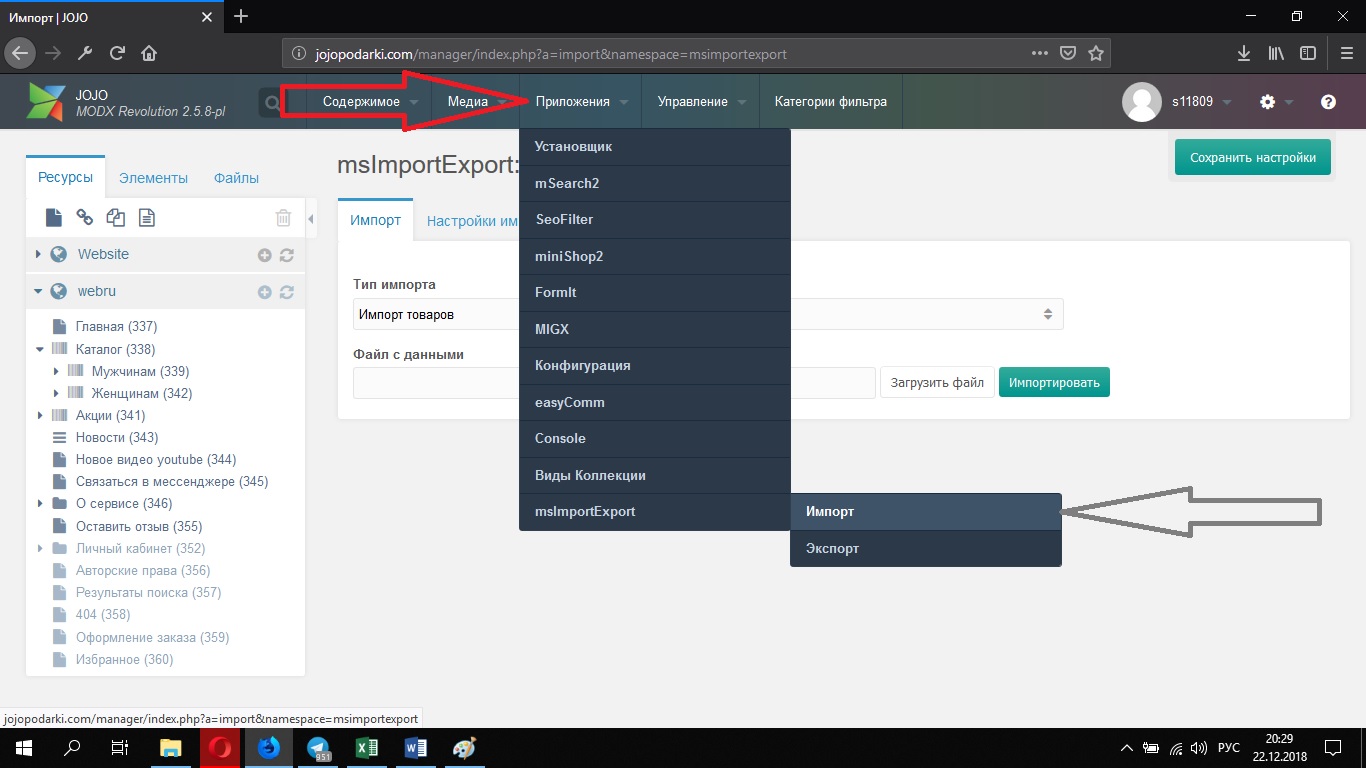 Импорт | JOJO
jojopodarki.com/manager/index.php?a=import&namespace=msimportexport
JOJO
MODX Revolution 2.5.8-pl
Содержимое
Медиа
Приложения
Управление
Категории фильтра
s11809
Ресурсы
Элементы
Файлы
Website
webru
Главная (337)
Каталог (338)
Мужчинам (339)
Женщинам (342)
Акции (341)
Новости (343)
Новое видео youtube (344)
Связаться в мессенджере (345)
О сервисе (346)
Оставить отзыв (355)
Личный кабинет (352)
Авторские права (356)
Результаты поиска (357)
404 (358)
Оформление заказа (359)
Избранное (360)
msImportExport:
Сохранить настройки
Импорт
Настройки им
Тип импорта
Импорт товаров
Файл с данными
Загрузить файл
Импортировать
Установщик
mSearch2
SeoFilter
miniShop2
FormIt
MIGX
Конфигурация
easyComm
Console
Виды Коллекции
msImportExport
Импорт
Экспорт
jojopodarki.com/manager/index.php?a=import&namespace=msimportexport
951
РУС
20:29
22.12.2018